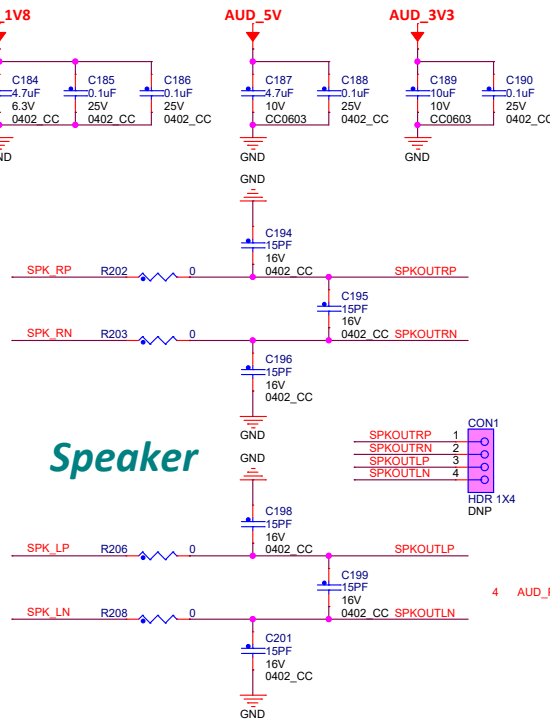 _1V8
AUD_5V
AUD_3V3
C184
4.7uF
6.3V
0402_CC
C185
0.1uF
25V
0402_CC
C186
0.1uF
25V
0402_CC
C187
4.7uF
10V
CC0603
C188
0.1uF
25V
0402_CC
C189
10uF
10V
CC0603
C190
0.1uF
25V
0402_CC
GND
GND
GND
GND
C194
15PF
16V
0402_CC
SPK_RP
R202
0
SPKOUTRP
C195
15PF
16V
0402_CC
SPK_RN
R203
0
SPKOUTRN
C196
15PF
16V
0402_CC
GND
Speaker
CON1
SPKOUTRP 1
SPKOUTRN 2
SPKOUTLP 3
SPKOUTLN 4
HDR 1X4
DNP
GND
C198
15PF
16V
0402_CC
SPK_LP
R206
0
SPKOUTLP
C199
15PF
16V
0402_CC
4 AUD_
SPK_LN
R208
0
SPKOUTLN
C201
15PF
16V
0402_CC
GND